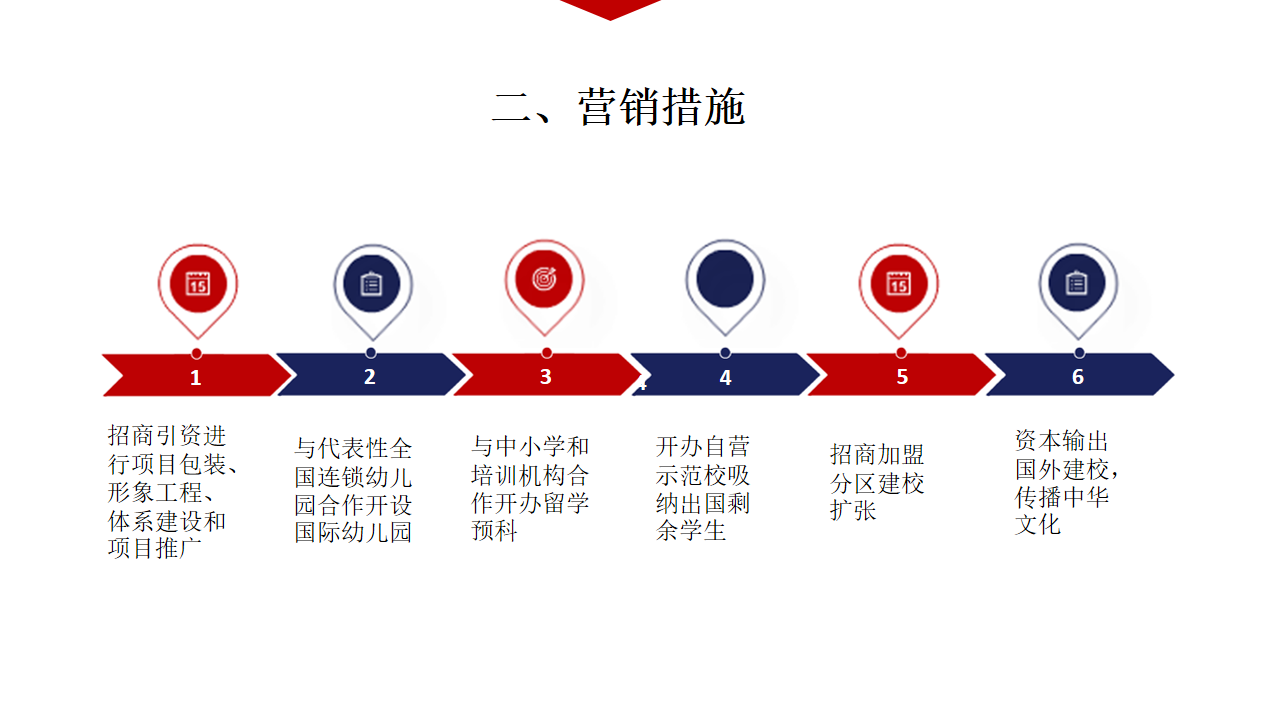 二、营销措施
15
15
1
2
3
4
5
6
招商引资进
行项目包装、
形象工程、
体系建设和
项目推广
与代表性全
国连锁幼儿
园合作开设
国际幼儿园
与中小学和
培训机构合
作开办留学
预科
开办自营
示范校吸
纳出国剩
余学生
招商加盟
分区建校
扩张
资本输出
国外建校，
传播中华
文化